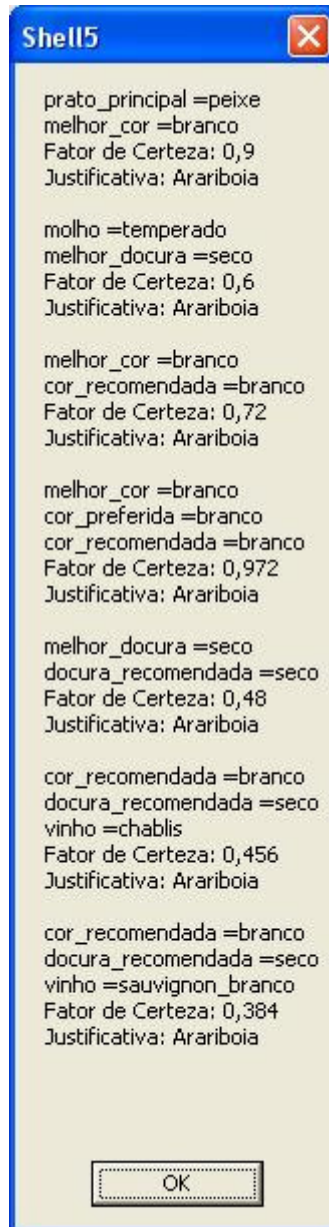 Shell5
prato_principal =peixe
melhor_cor =branco
Fator de Certeza: 0,9
Justificativa: Arariboia
molho =temperado
melhor_docura =seco
Fator de Certeza: 0,6
Justificativa: Arariboia
melhor_cor =branco
cor_recomendada =branco
Fator de Certeza: 0,72
Justificativa: Arariboia
melhor_cor =branco
cor_preferida =branco
cor_recomendada =branco
Fator de Certeza: 0,972
Justificativa: Arariboia
melhor_docura =seco
docura_recomendada =seco
Fator de Certeza: 0,48
Justificativa: Arariboia
cor_recomendada =branco
docura_recomendada =seco
vinho =chablis
Fator de Certeza: 0,456
Justificativa: Arariboia
cor_recomendada =branco
docura_recomendada =seco
vinho =sauvignon_branco
Fator de Certeza: 0,384
Justificativa: Arariboia
OK